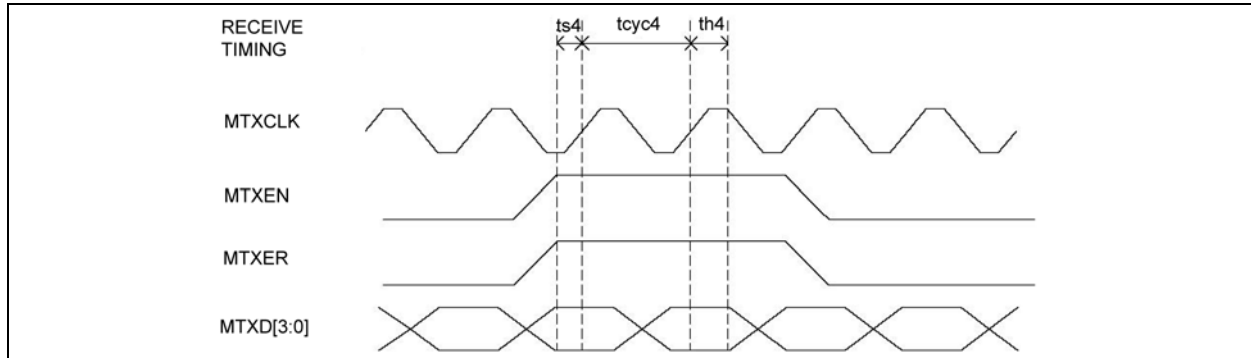 RECEIVE
TIMING
ts4
tcyc4
th4
MTXCLK
MTXEN
MTXER
MTXD[3:0]